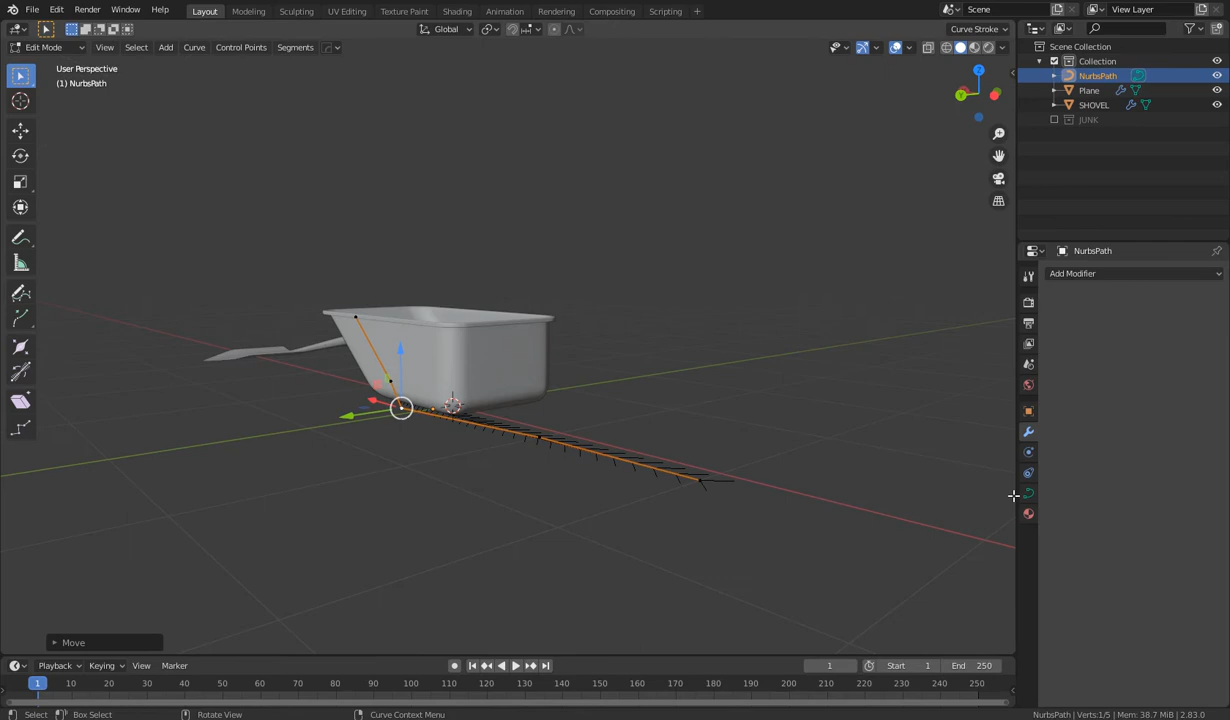 File Edit Render Window Help Layout Modeling Sculpting UV Editing Texture Paint Shading Animation Rendering Compositing Scripting Scene View Layer
Global Curve Stroke
Edit Mode View Select Add Curve Control Points Segments
User Perspective
(1) NurbsPath
Scene Collection
Collection
NurbsPath
Plane
SHOVEL
JUNK
NurbsPath
Add Modifier
Z
Y
Move
Playback Keying View Marker 1 Start 1 End 250
1 10 20 30 40 50 60 70 80 90 100 110 120 130 140 150 160 170 180 190 200 210 220 230 240 250
Select Box Select Rotate View Curve Context Menu NurbsPath | Verts:1/5 | Mem: 38.7 MiB | 2.83.0